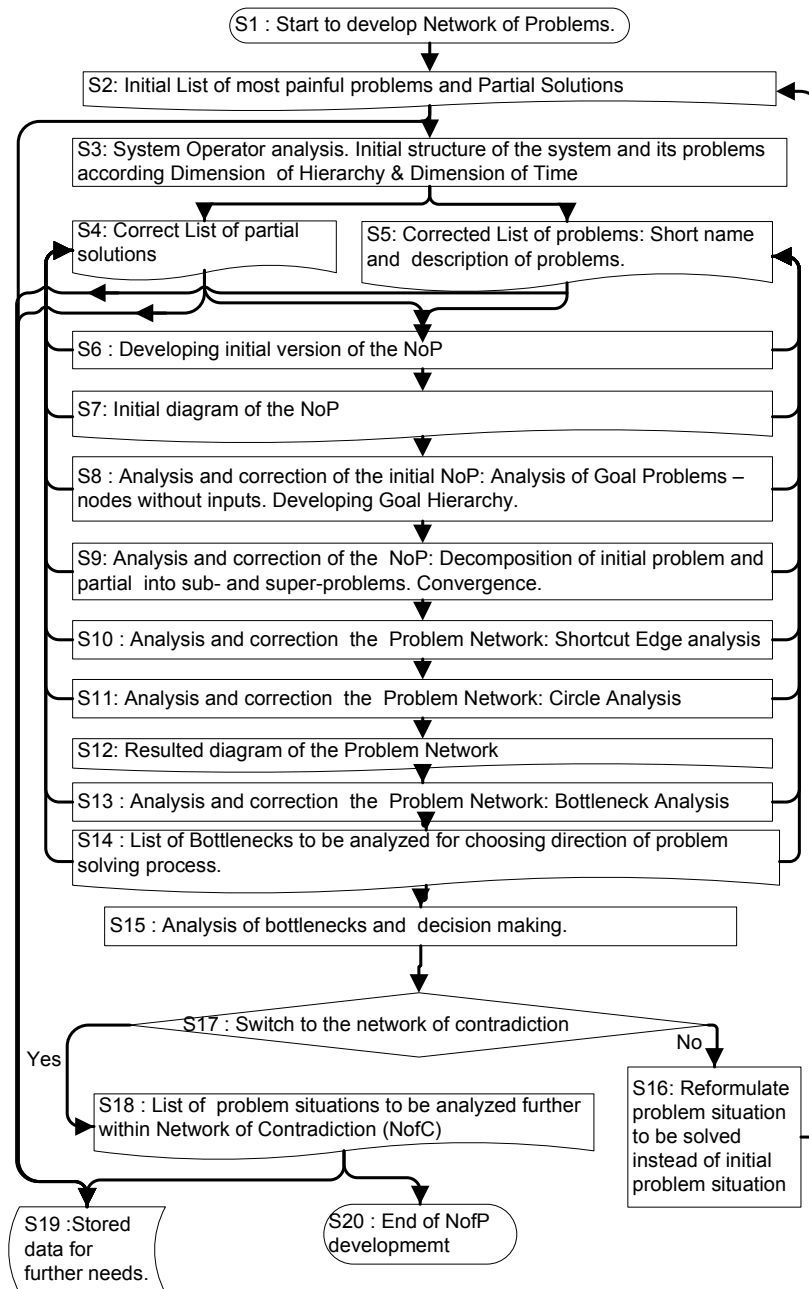 S1 : Start to develop Network of Problems.
S2: Initial List of most painful problems and Partial Solutions
S3: System Operator analysis. Initial structure of the system and its problems
according Dimension of Hierarchy & Dimension of Time
S4: Correct List of partial
solutions
S5: Corrected List of problems: Short name
and description of problems.
S6 : Developing initial version of the NoP
S7: Initial diagram of the NoP
S8 : Analysis and correction of the initial NoP: Analysis of Goal Problems –
nodes without inputs. Developing Goal Hierarchy.
S9: Analysis and correction of the NoP: Decomposition of initial problem and
partial into sub- and super-problems. Convergence.
S10 : Analysis and correction the Problem Network: Shortcut Edge analysis
S11: Analysis and correction the Problem Network: Circle Analysis
S12: Resulted diagram of the Problem Network
S13 : Analysis and correction the Problem Network: Bottleneck Analysis
S14 : List of Bottlenecks to be analyzed for choosing direction of problem
solving process.
S15 : Analysis of bottlenecks and decision making.
S17 : Switch to the network of contradiction
Yes
No
S18 : List of problem situations to be analyzed further
within Network of Contradiction (NofC)
S16: Reformulate
problem situation
to be solved
instead of initial
problem situation
S19 :Stored
data for
further needs.
S20 : End of NofP
developmemt